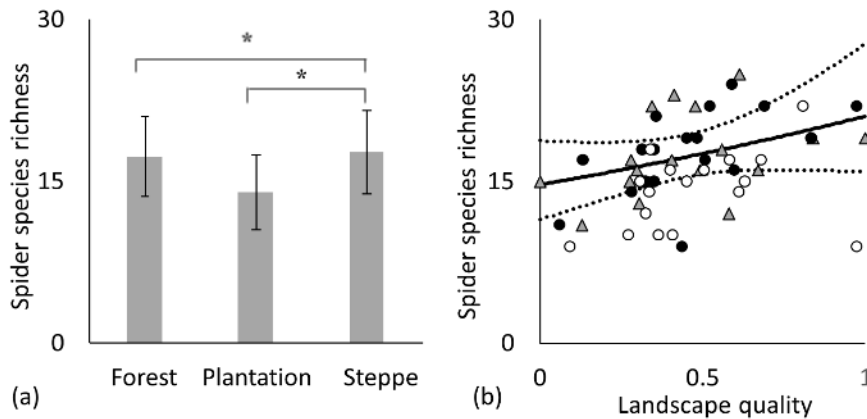 30
15
0
Spider species richness
*
*
Forest Plantation Steppe
(a)
30
15
0
Spider species richness
0 0.5 1
Landscape quality
(b)